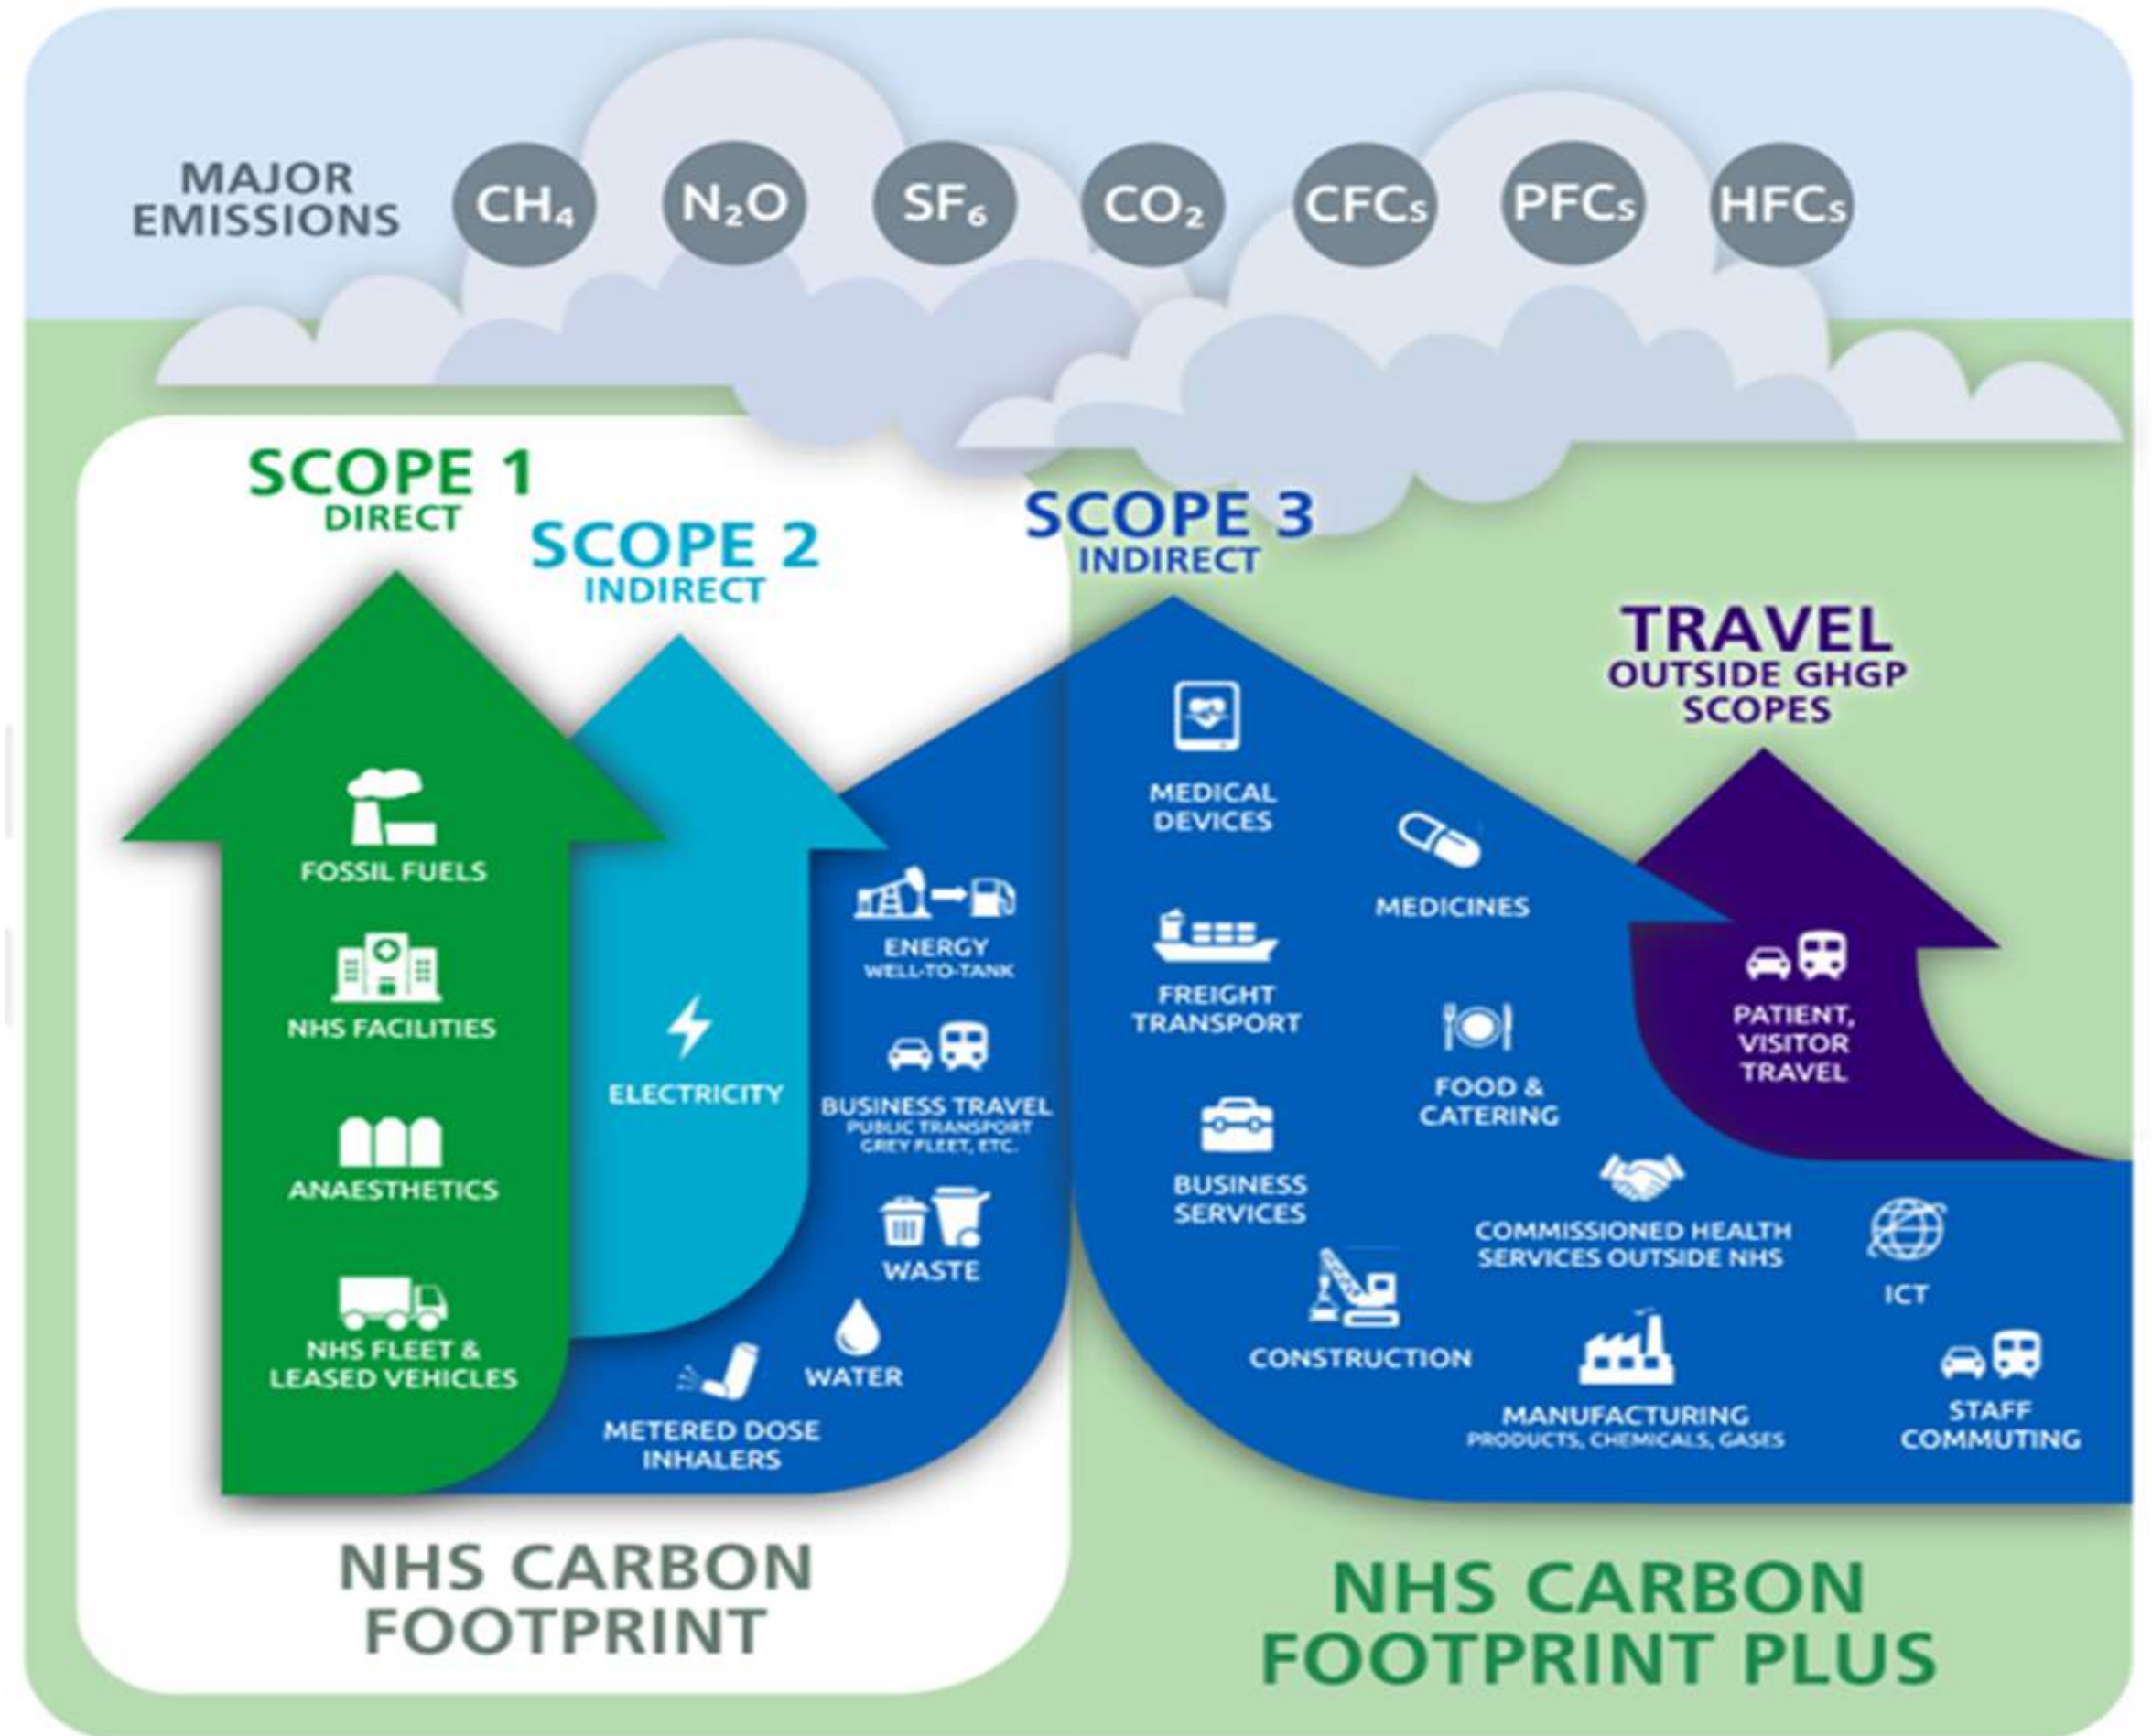 MAJOR
EMISSIONS
CH₄
N₂O
SF₆
CO₂
CFCs
PFCs
HFCs
SCOPE 1
DIRECT
SCOPE 2
INDIRECT
SCOPE 3
INDIRECT
TRAVEL
OUTSIDE GHGP
SCOPES
FOSSIL FUELS
NHS FACILITIES
ANAESTHETICS
NHS FLEET &
LEASED VEHICLES
ELECTRICITY
ENERGY
WELL-TO-TANK
BUSINESS TRAVEL
PUBLIC TRANSPORT
GREY FLEET, ETC.
WASTE
WATER
METERED DOSE
INHALERS
MEDICAL
DEVICES
MEDICINES
FREIGHT
TRANSPORT
FOOD &
CATERING
BUSINESS
SERVICES
COMMISSIONED HEALTH
SERVICES OUTSIDE NHS
CONSTRUCTION
MANUFACTURING
PRODUCTS, CHEMICALS, GASES
ICT
STAFF
COMMUTING
PATIENT,
VISITOR
TRAVEL
NHS CARBON
FOOTPRINT
NHS CARBON
FOOTPRINT PLUS